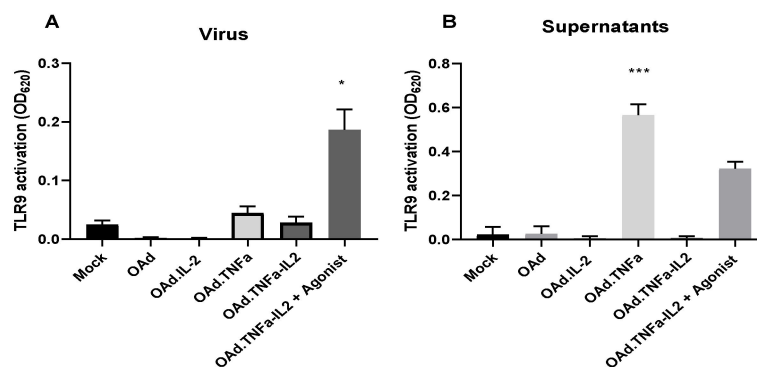 A
Virus
TLR9 activation (OD620)
0.3
0.2
0.1
0.0
*
Mock
OAd
OAd.IL-2
OAd.TNFa
OAd.TNFa-IL2
OAd.TNFa-IL2 + Agonist
B
Supernatants
TLR9 activation (OD620)
0.8
0.6
0.4
0.2
0.0
***
Mock
OAd
OAd.IL-2
OAd.TNFa
OAd.TNFa-IL2
OAd.TNFa-IL2 + Agonist